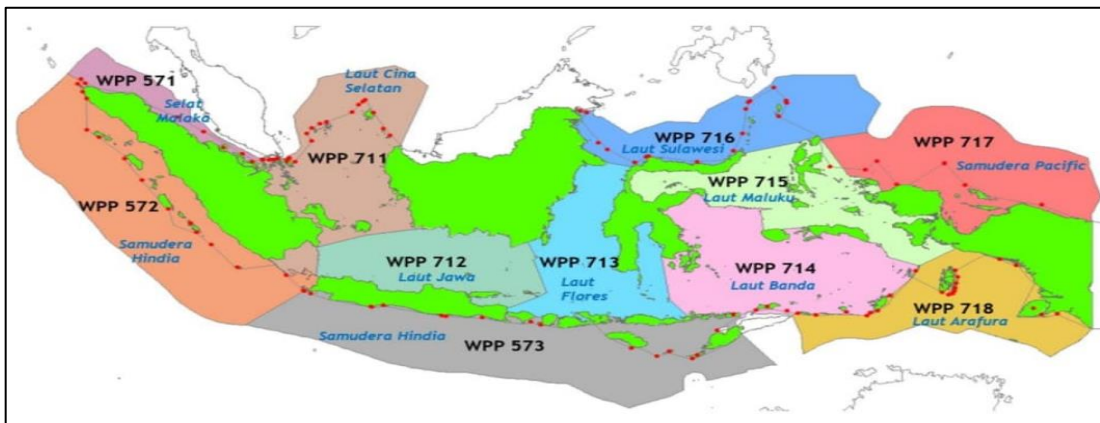 WPP 571
Selat
Malaka
Laut Cina
Selatan
WPP 711
WPP 572
Samudera
Hindia
WPP 712
Laut Jawa
WPP 713
Laut
Flores
WPP 716
Laut Sulawesi
WPP 715
Laut Maluku
WPP 717
Samudera Pacific
WPP 714
Laut Banda
WPP 718
Laut Arafura
Samudera Hindia
WPP 573